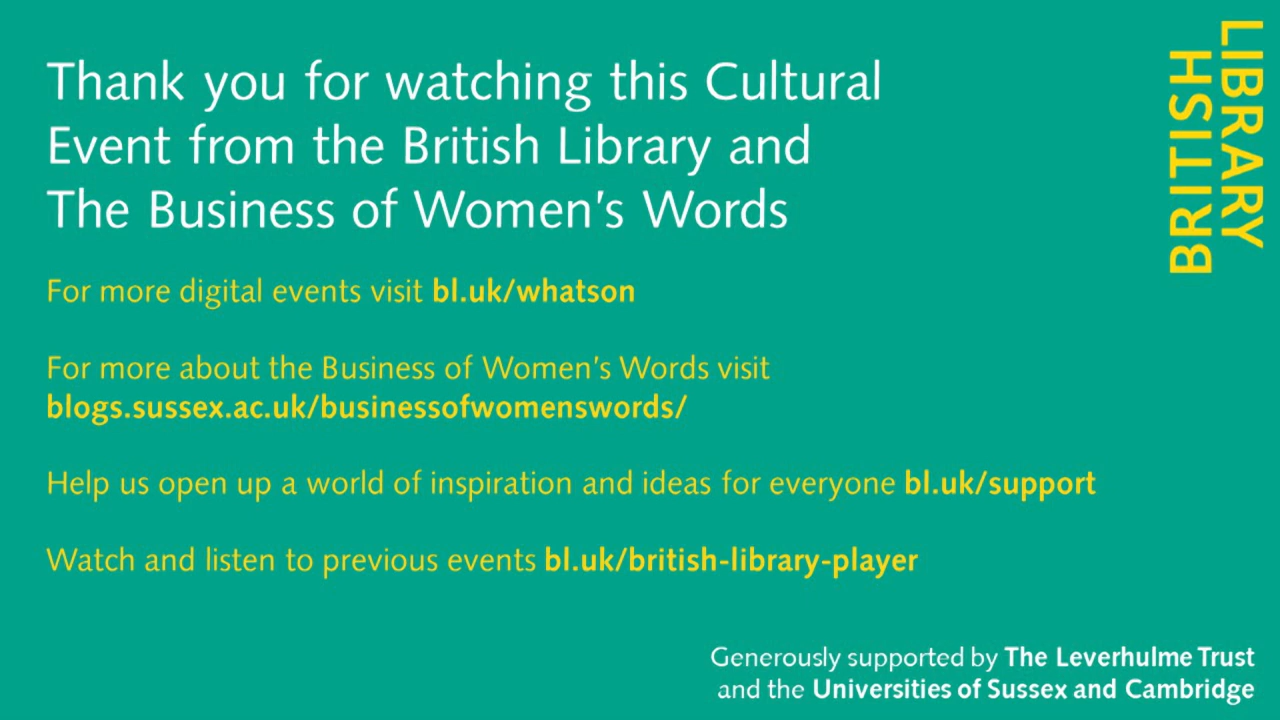 Thank you for watching this Cultural
Event from the British Library and
The Business of Women's Words
For more digital events visit bl.uk/whatson
For more about the Business of Women's Words visit
blogs.sussex.ac.uk/businessofwomenswords/
Help us open up a world of inspiration and ideas for everyone bl.uk/support
Watch and listen to previous events bl.uk/british-library-player
Generously supported by The Leverhulme Trust
and the Universities of Sussex and Cambridge
BRITISH
LIBRARY